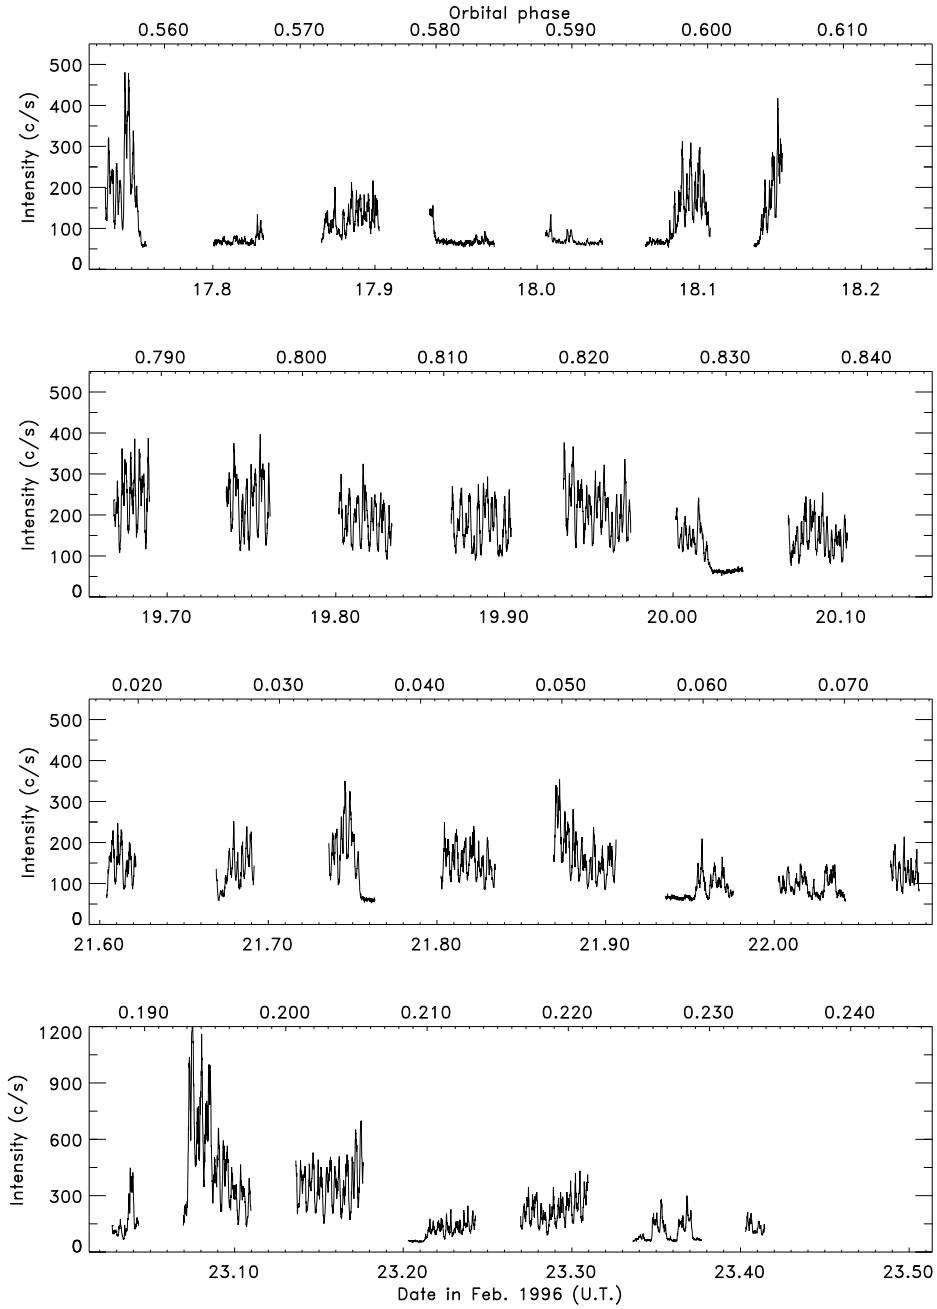 Orbital phase
0.560 0.570 0.580 0.590 0.600 0.610
500
400
300
200
100
0
Intensity (c/s)
17.8 17.9 18.0 18.1 18.2
0.790 0.800 0.810 0.820 0.830 0.840
500
400
300
200
100
0
Intensity (c/s)
19.70 19.80 19.90 20.00 20.10
0.020 0.030 0.040 0.050 0.060 0.070
500
400
300
200
100
0
Intensity (c/s)
21.60 21.70 21.80 21.90 22.00
0.190 0.200 0.210 0.220 0.230 0.240
1200
900
600
300
0
Intensity (c/s)
23.10 23.20 23.30 23.40 23.50
Date in Feb. 1996 (U.T.)